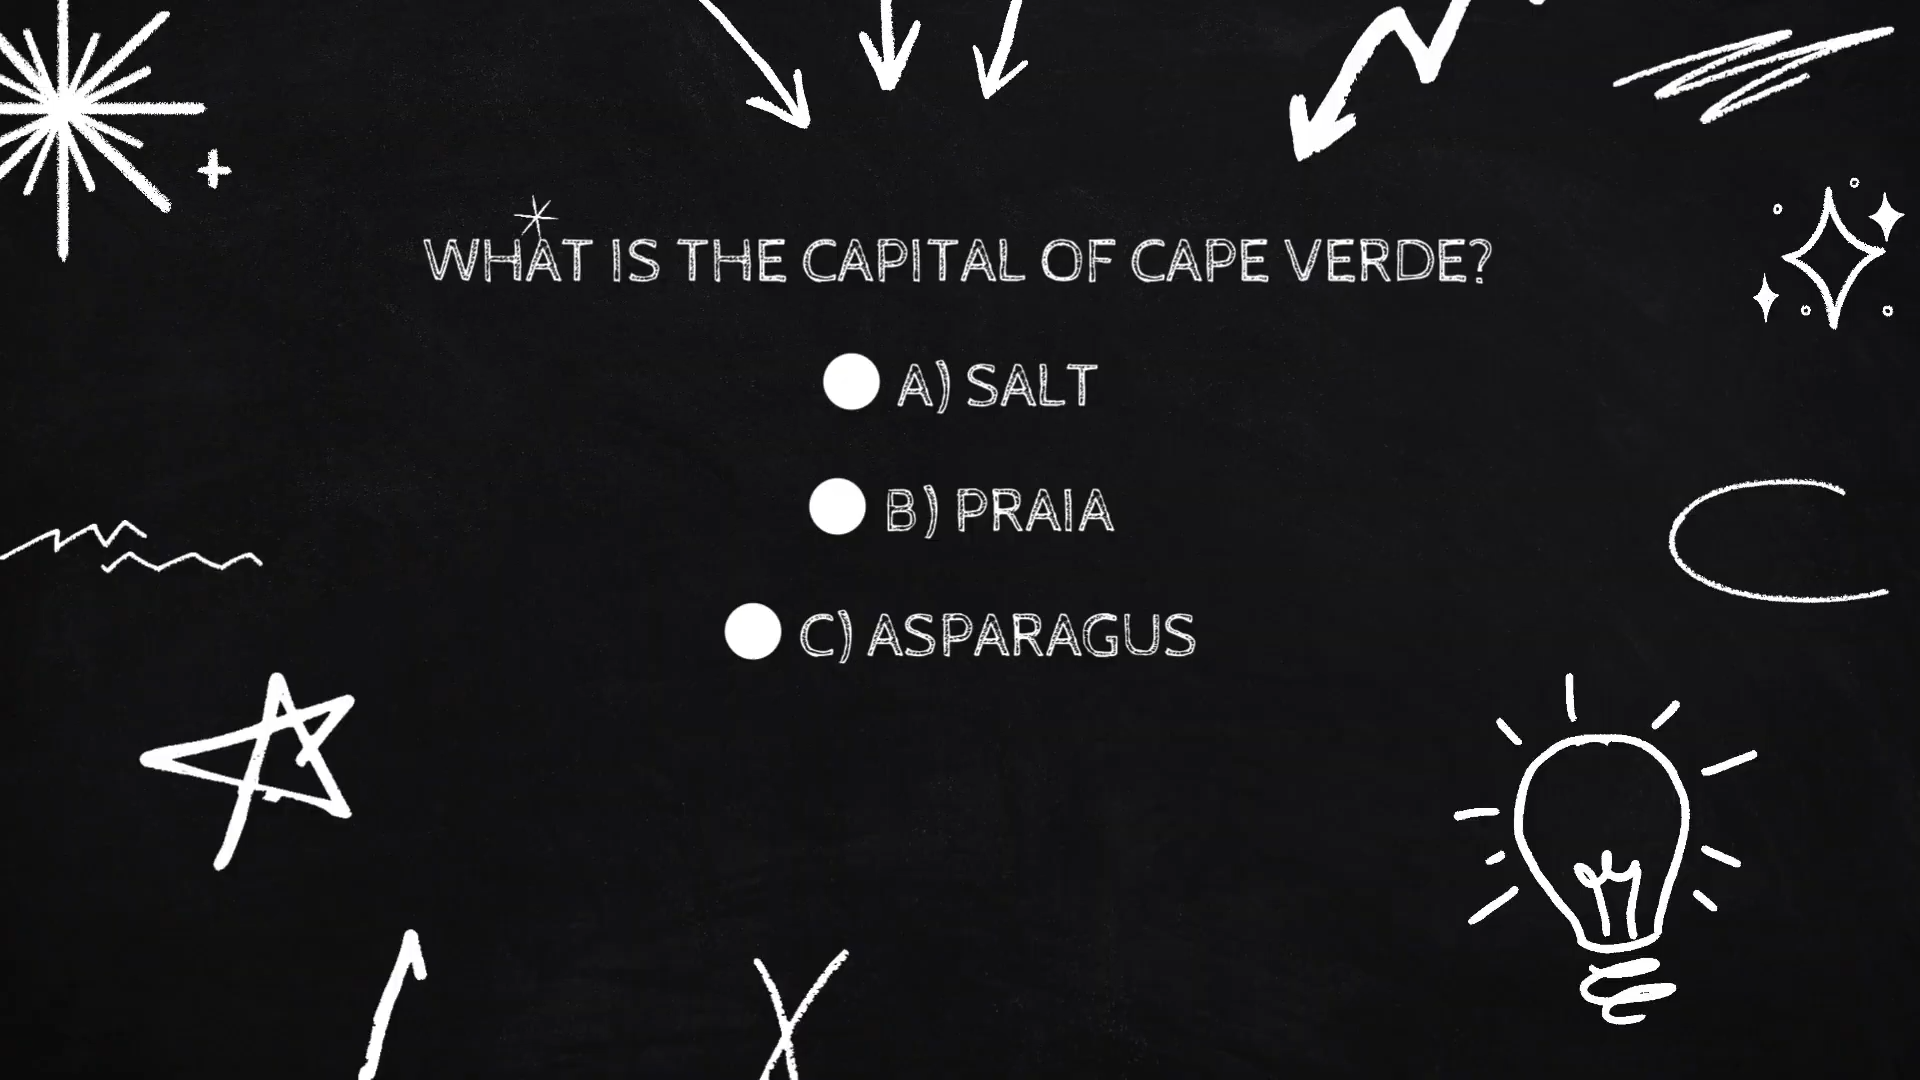 WHAT IS THE CAPITAL OF CAPE VERDE?
A) SALT
B) PRAIA
C) ASPARAGUS